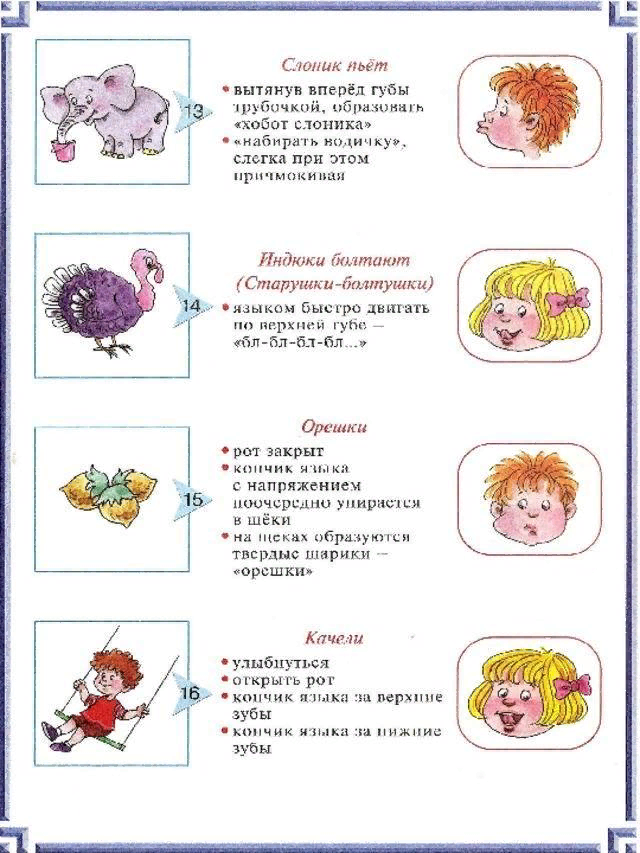 Слоник пьёт
13
• вытянув вперёд губы
трубочкой, образовать
«хобот слоника»
• «набирать водичку»,
слегка при этом
причмокивая
Индюки болтают
(Старушки-болтушки)
14
• языком быстро двигать
по верхней губе –
«бл-бл-бл-бл...»
Орешки
• рот закрыт
• кончик языка
с напряжением
15
поочередно упирается
в щёки
• на щеках образуются
твердые шарики –
«орешки»
Качели
• улыбнуться
• открыть рот
16
• кончик языка за верхние
зубы
• кончик языка за нижние
зубы